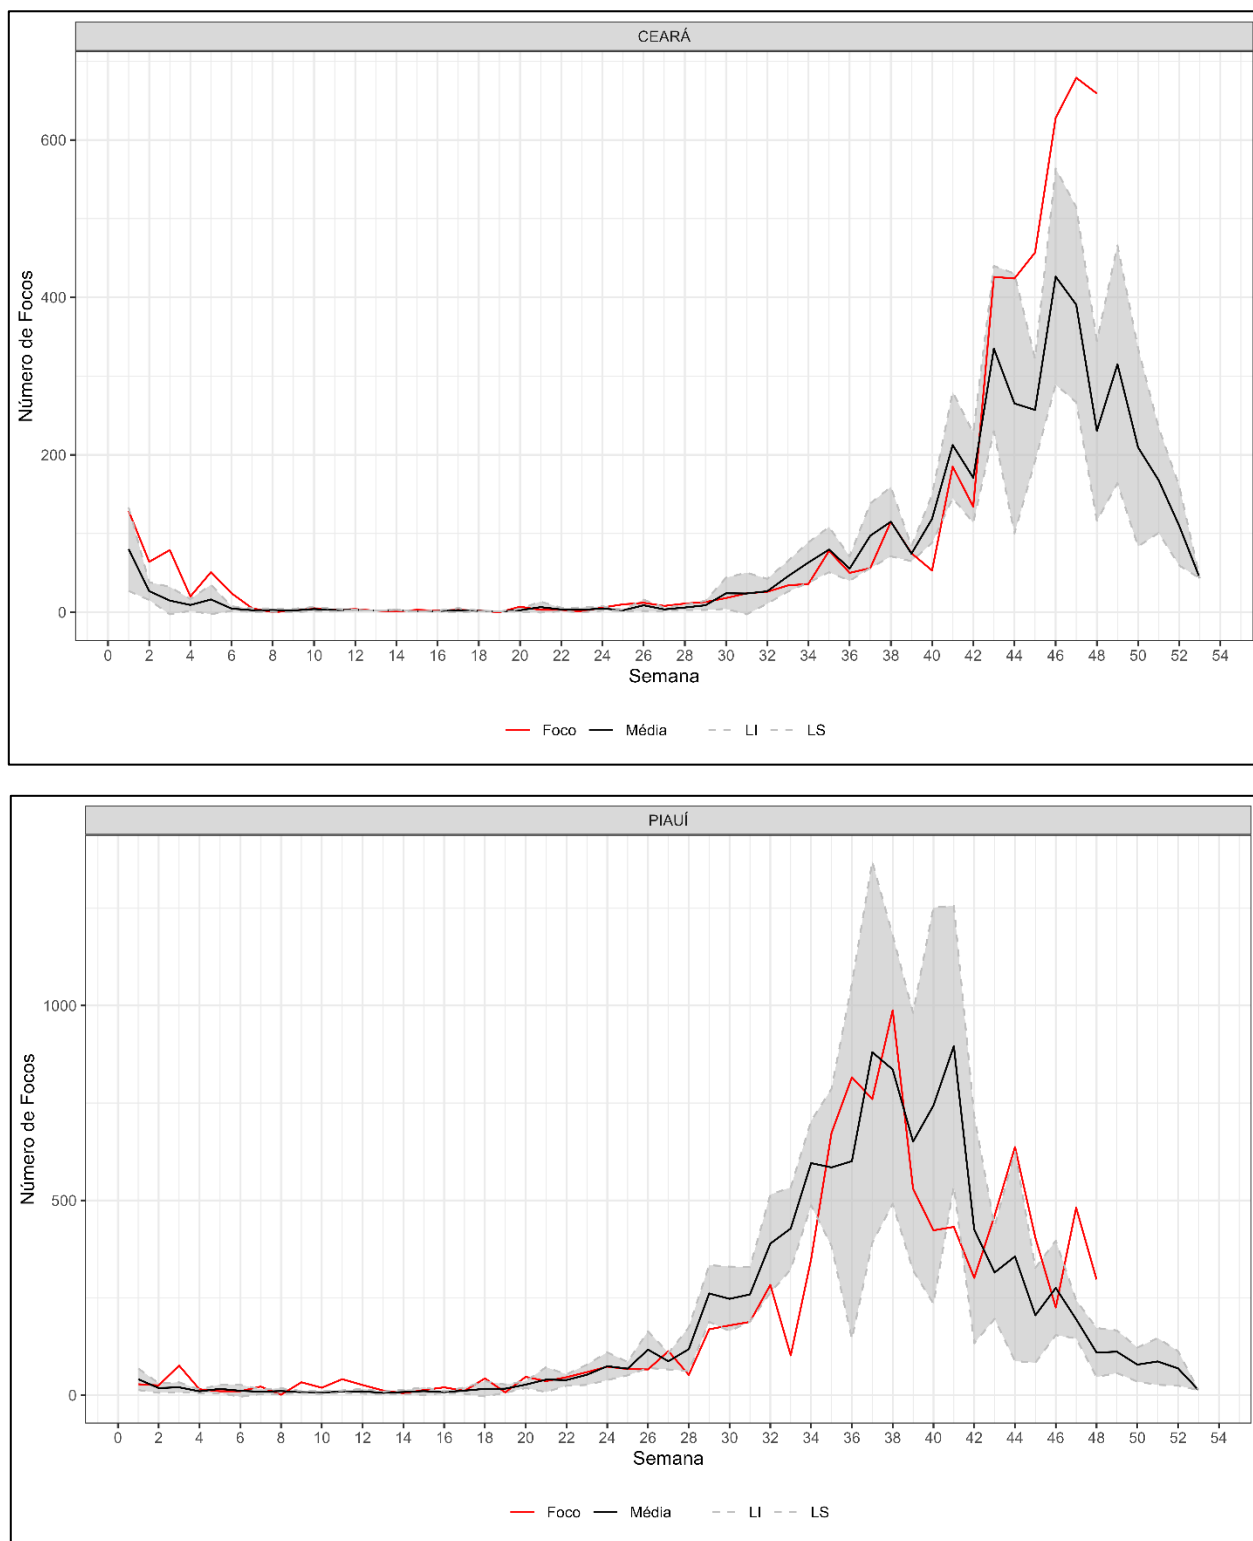 CEARÁ
600
400
200
0
Número de Focos
0 2 4 6 8 10 12 14 16 18 20 22 24 26 28 30 32 34 36 38 40 42 44 46 48 50 52 54
Semana
Foco Média LI LS
PIAUÍ
1000
500
0
Número de Focos
0 2 4 6 8 10 12 14 16 18 20 22 24 26 28 30 32 34 36 38 40 42 44 46 48 50 52 54
Semana
Foco Média LI LS